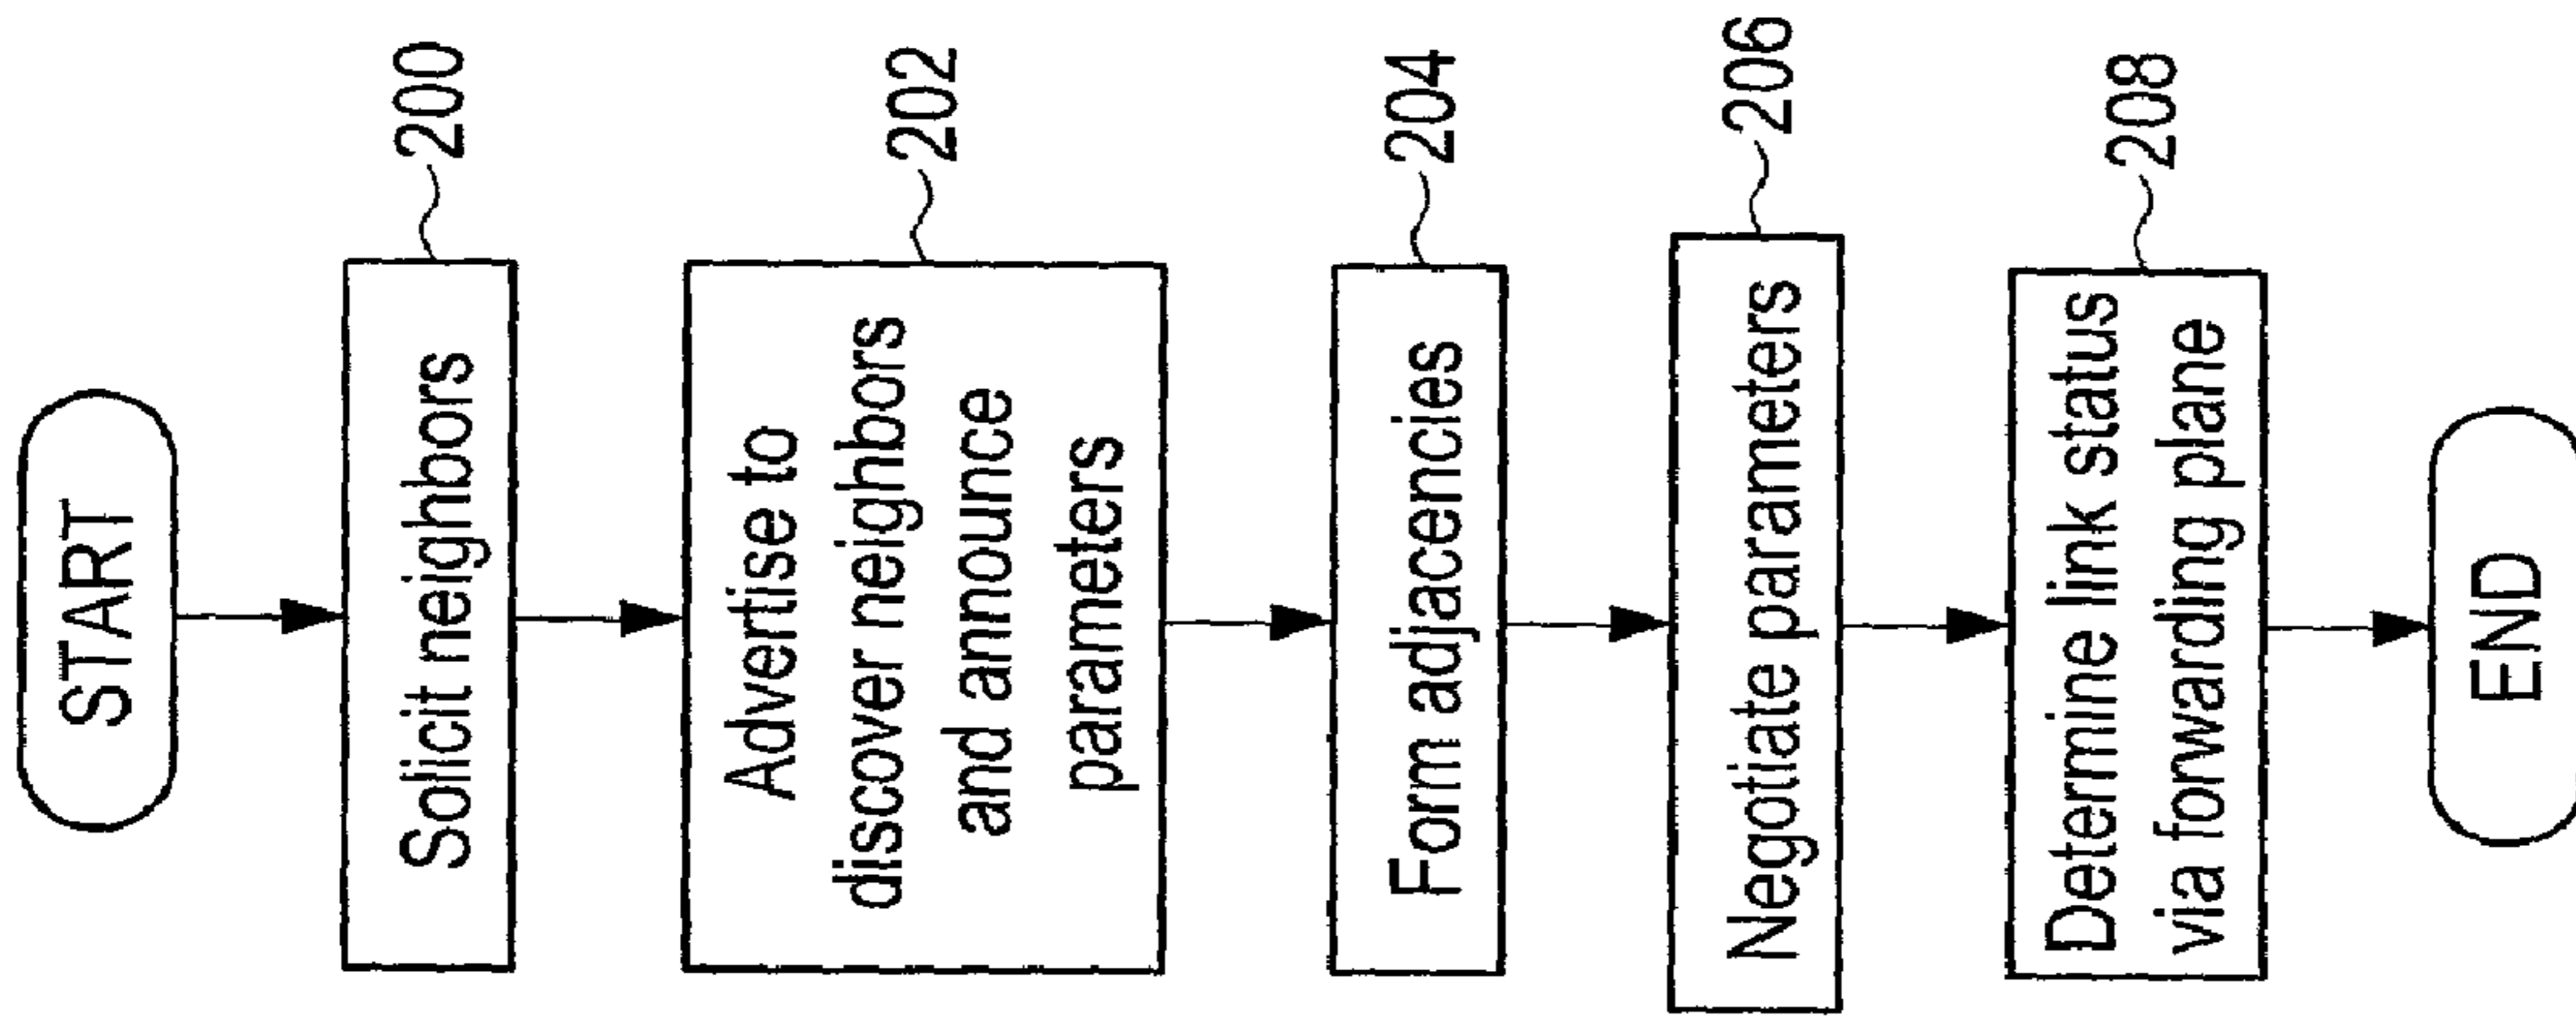 START
Solicit neighbors
200
Advertise to
discover neighbors
and announce
parameters
202
Form adjacencies
204
Negotiate parameters
206
Determine link status
via forwarding plane
208
END